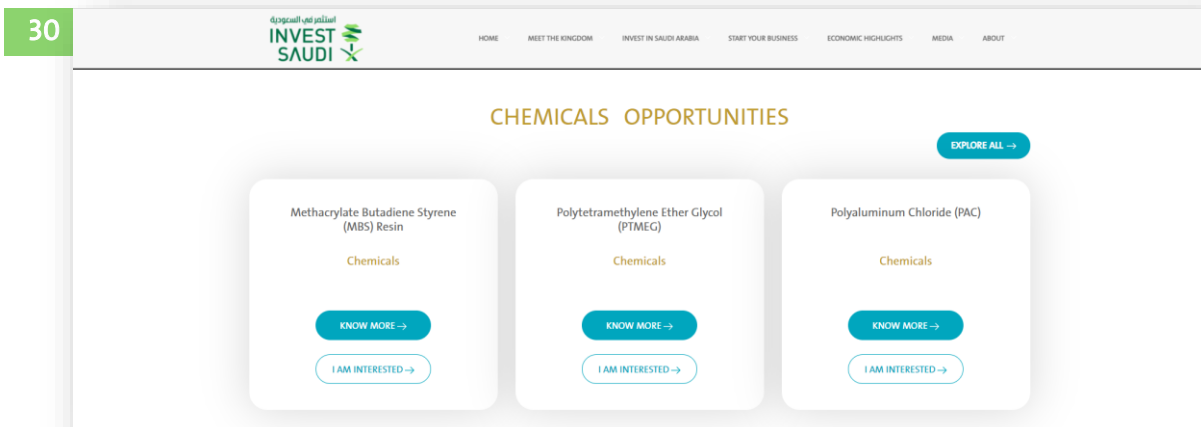 30
استثمر في السعودية
INVEST
SAUDI
HOME MEET THE KINGDOM INVEST IN SAUDI ARABIA START YOUR BUSINESS ECONOMIC HIGHLIGHTS MEDIA ABOUT
CHEMICALS OPPORTUNITIES
EXPLORE ALL →
Methacrylate Butadiene Styrene
(MBS) Resin
Chemicals
KNOW MORE →
I AM INTERESTED →
Polytetramethylene Ether Glycol
(PTMEG)
Chemicals
KNOW MORE →
I AM INTERESTED →
Polyaluminum Chloride (PAC)
Chemicals
KNOW MORE →
I AM INTERESTED →